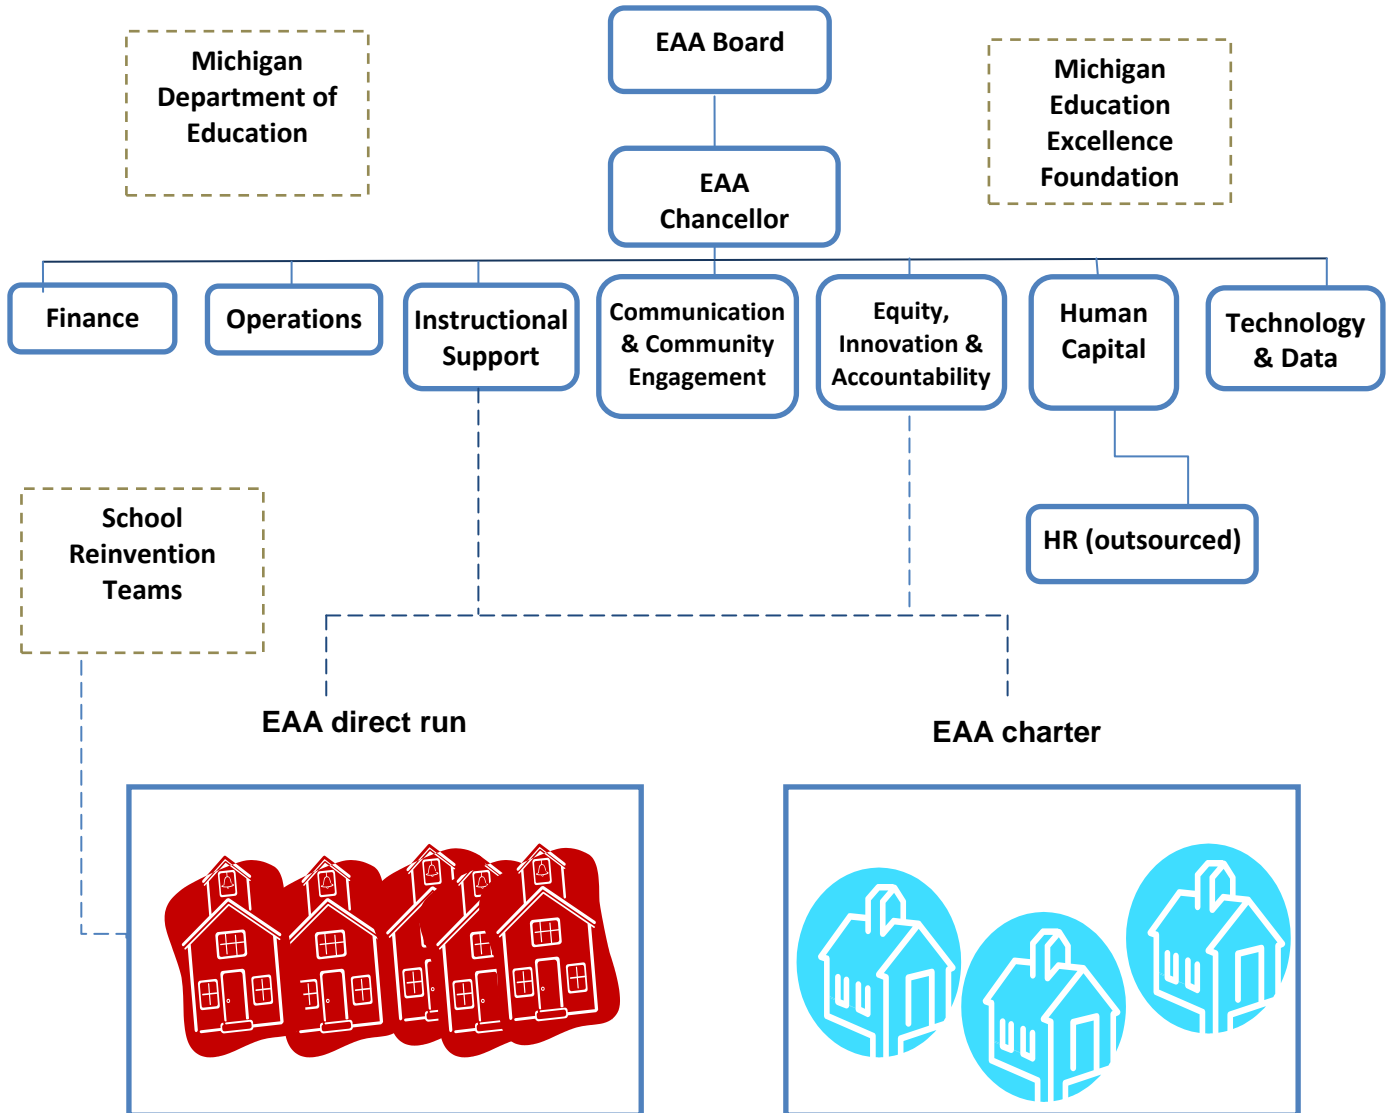 EAA Board
Michigan
Department of
Education
Michigan
Education
Excellence
Foundation
EAA
Chancellor
Finance
Operations
Instructional
Support
Communication
& Community
Engagement
Equity,
Innovation &
Accountability
Human
Capital
Technology
& Data
School
Reinvention
Teams
HR (outsourced)
EAA direct run
EAA charter